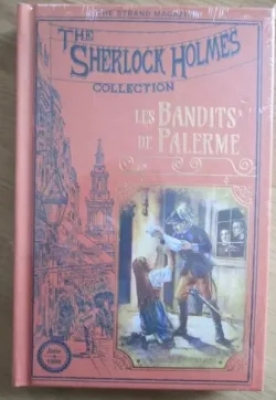 THE STRAND MAGAZINE
THE
SHERLOCK HOLMES
COLLECTION
LES BANDITS
DE PALERME